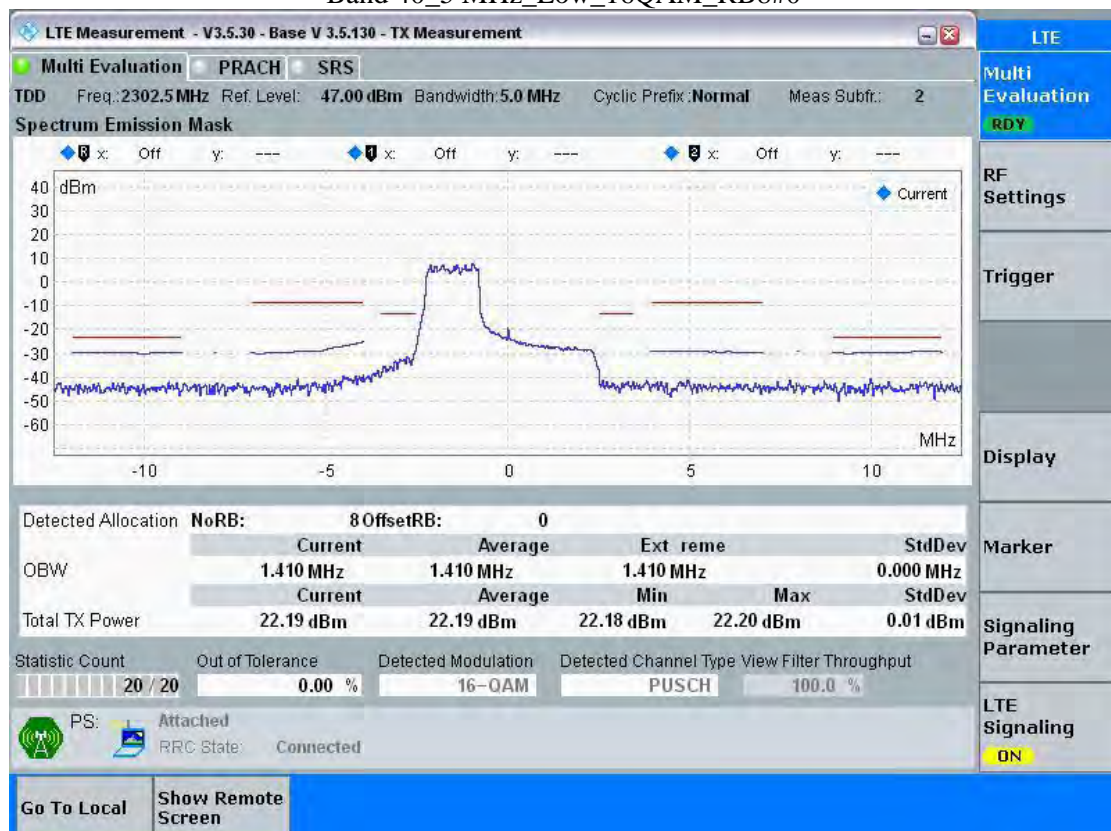 Band 40_5 MHz_Low_16QAM_RB8#0
LTE Measurement - V3.5.30 - Base V 3.5.130 - TX Measurement
LTE
Multi Evaluation PRACH SRS
Multi Evaluation
RDY
TDD Freq.:2302.5 MHz Ref. Level: 47.00 dBm Bandwidth:5.0 MHz Cyclic Prefix :Normal Meas Subfr.: 2
Spectrum Emission Mask
R x: Off y: --- 1 x: Off y: --- 2 x: Off y: ---
40 dBm
Current
30
20
10
0
-10
-20
-30
-40
-50
-60
MHz
-10 -5 0 5 10
RF
Settings
Trigger
Display
Marker
Signaling
Parameter
LTE
Signaling
ON
Detected Allocation NoRB: 8 OffsetRB: 0
Current Average Ext reme StdDev
OBW 1.410 MHz 1.410 MHz 1.410 MHz 0.000 MHz
Current Average Min Max StdDev
Total TX Power 22.19 dBm 22.19 dBm 22.18 dBm 22.20 dBm 0.01 dBm
Statistic Count Out of Tolerance Detected Modulation Detected Channel Type View Filter Throughput
20 / 20 0.00 % 16-QAM PUSCH 100.0 %
PS: Attached
RRC State: Connected
Go To Local
Show Remote
Screen